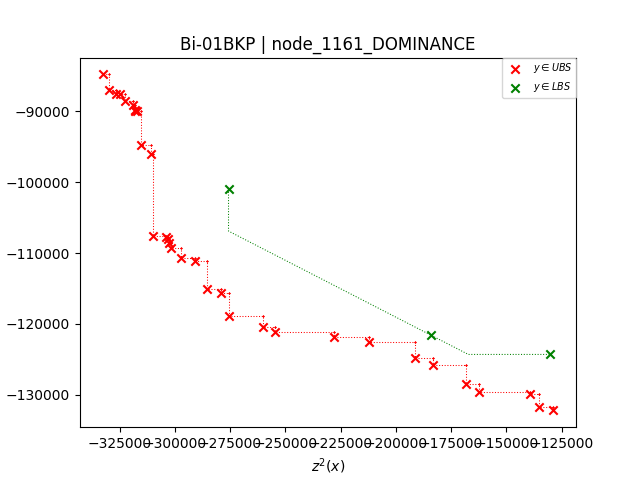 Bi-01BKP | node_1161_DOMINANCE
y ∈ UBS
y ∈ LBS
−90000
−100000
−110000
−120000
−130000
−325000 −300000 −275000 −250000 −225000 −200000 −175000 −150000 −125000
z²(x)